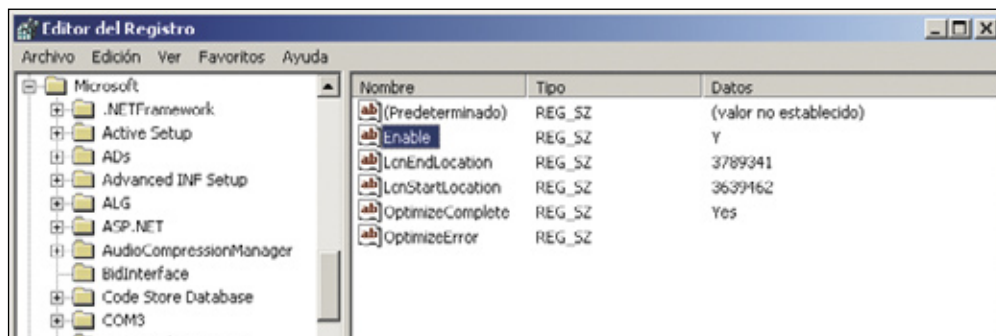 Editor del Registro
Archivo Edición Ver Favoritos Ayuda
Microsoft
.NETFramework
Active Setup
ADs
Advanced INF Setup
ALG
ASP.NET
AudioCompressionManager
BidInterface
Code Store Database
COM3
Nombre Tipo Datos
(Predeterminado) REG_SZ (valor no establecido)
Enable REG_SZ Y
LcnEndLocation REG_SZ 3789341
LcnStartLocation REG_SZ 3639462
OptimizeComplete REG_SZ Yes
OptimizeError REG_SZ